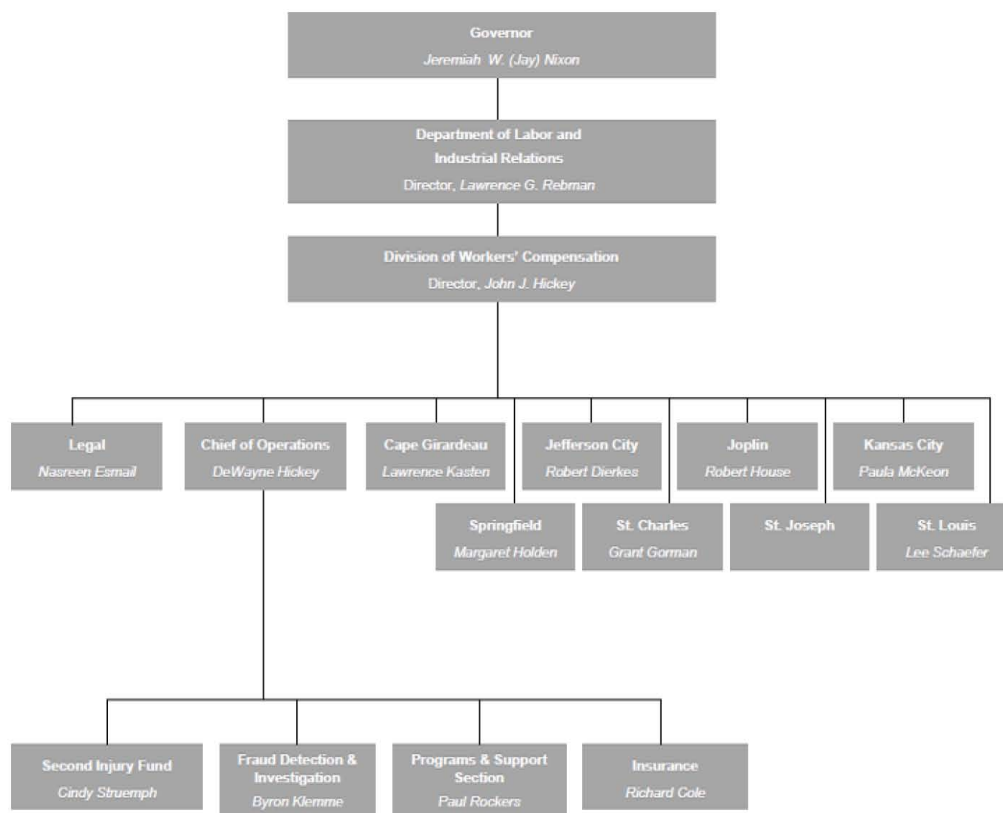 Governor
Jeremiah W. (Jay) Nixon
Department of Labor and
Industrial Relations
Director, Lawrence G. Rebman
Division of Workers' Compensation
Director, John J. Hickey
Legal
Nasreen Esmail
Chief of Operations
DeWayne Hickey
Cape Girardeau
Lawrence Kasten
Jefferson City
Robert Dierkes
Joplin
Robert House
Kansas City
Paula McKeon
Springfield
Margaret Holden
St. Charles
Grant Gorman
St. Joseph
St. Louis
Lee Schaefer
Second Injury Fund
Cindy Struemph
Fraud Detection &
Investigation
Byron Klemme
Programs & Support
Section
Paul Rockers
Insurance
Richard Cole